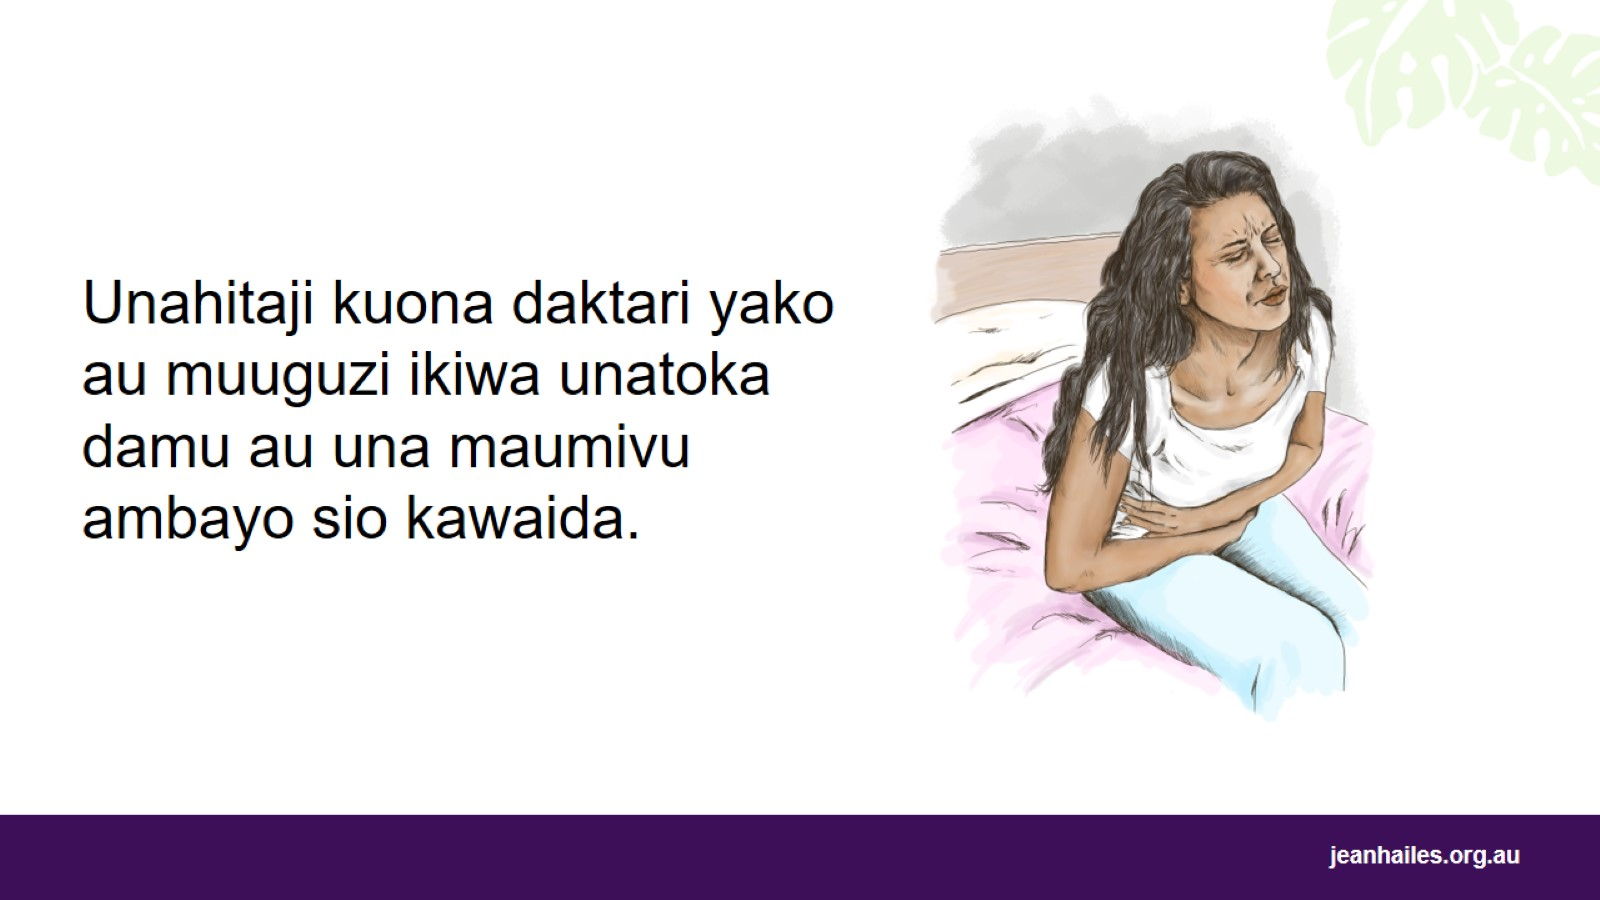 Unahitaji kuona daktari yako
au muuguzi ikiwa unatoka
damu au una maumivu
ambayo sio kawaida.
jeanhailes.org.au